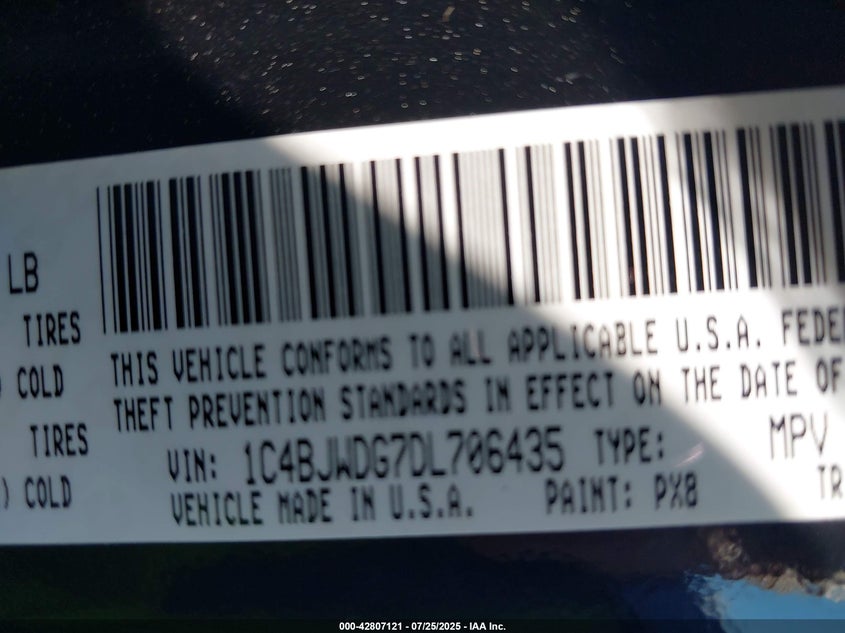 LB
TIRES
COLD
TIRES
) COLD
THIS VEHICLE CONFORMS TO ALL APPLICABLE U.S.A. FEDE
THEFT PREVENTION STANDARDS IN EFFECT ON THE DATE OF
VIN: 1C4BJWDG7DL706435 TYPE: MPV
VEHICLE MADE IN U.S.A. PAINT: PX8 TR
000-42807121 - 07/25/2025 - IAA Inc.